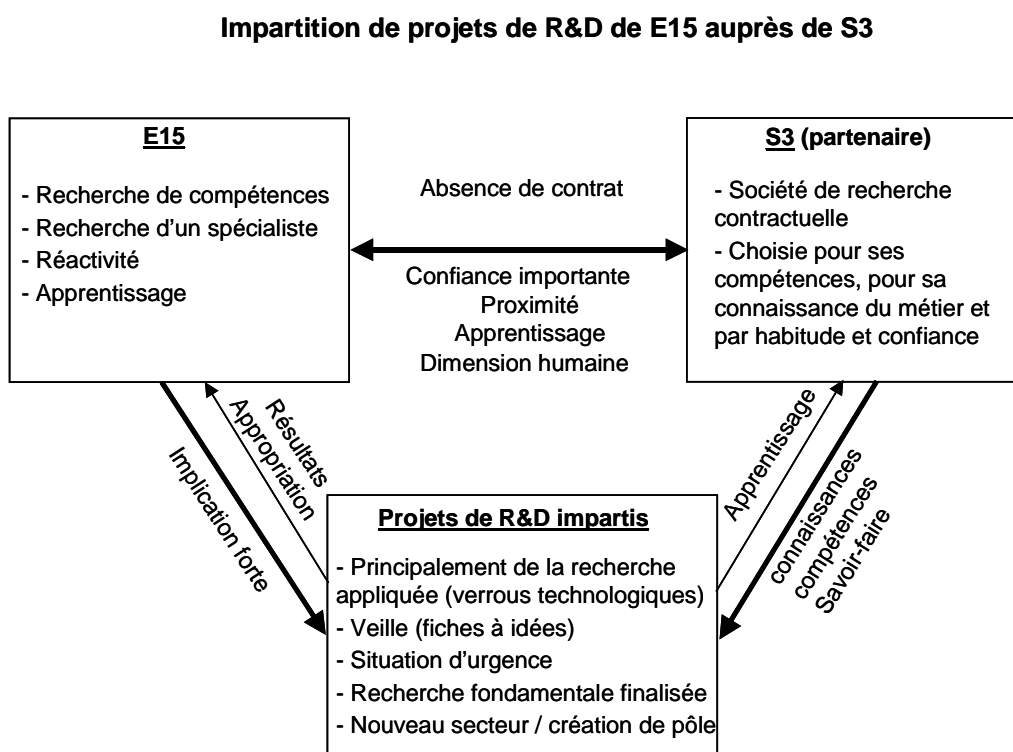 Impartition de projets de R&D de E15 auprès de S3
E15
- Recherche de compétences
- Recherche d'un spécialiste
- Réactivité
- Apprentissage
Absence de contrat
Confiance importante
Proximité
Apprentissage
Dimension humaine
S3 (partenaire)
- Société de recherche
contractuelle
- Choisie pour ses
compétences, pour sa
connaissance du métier et
par habitude et confiance
Implication forte
Résultats
Appropriation
Apprentissage
connaissances
compétences
Savoir-faire
Projets de R&D impartis
- Principalement de la recherche
appliquée (verrous technologiques)
- Veille (fiches à idées)
- Situation d'urgence
- Recherche fondamentale finalisée
- Nouveau secteur / création de pôle